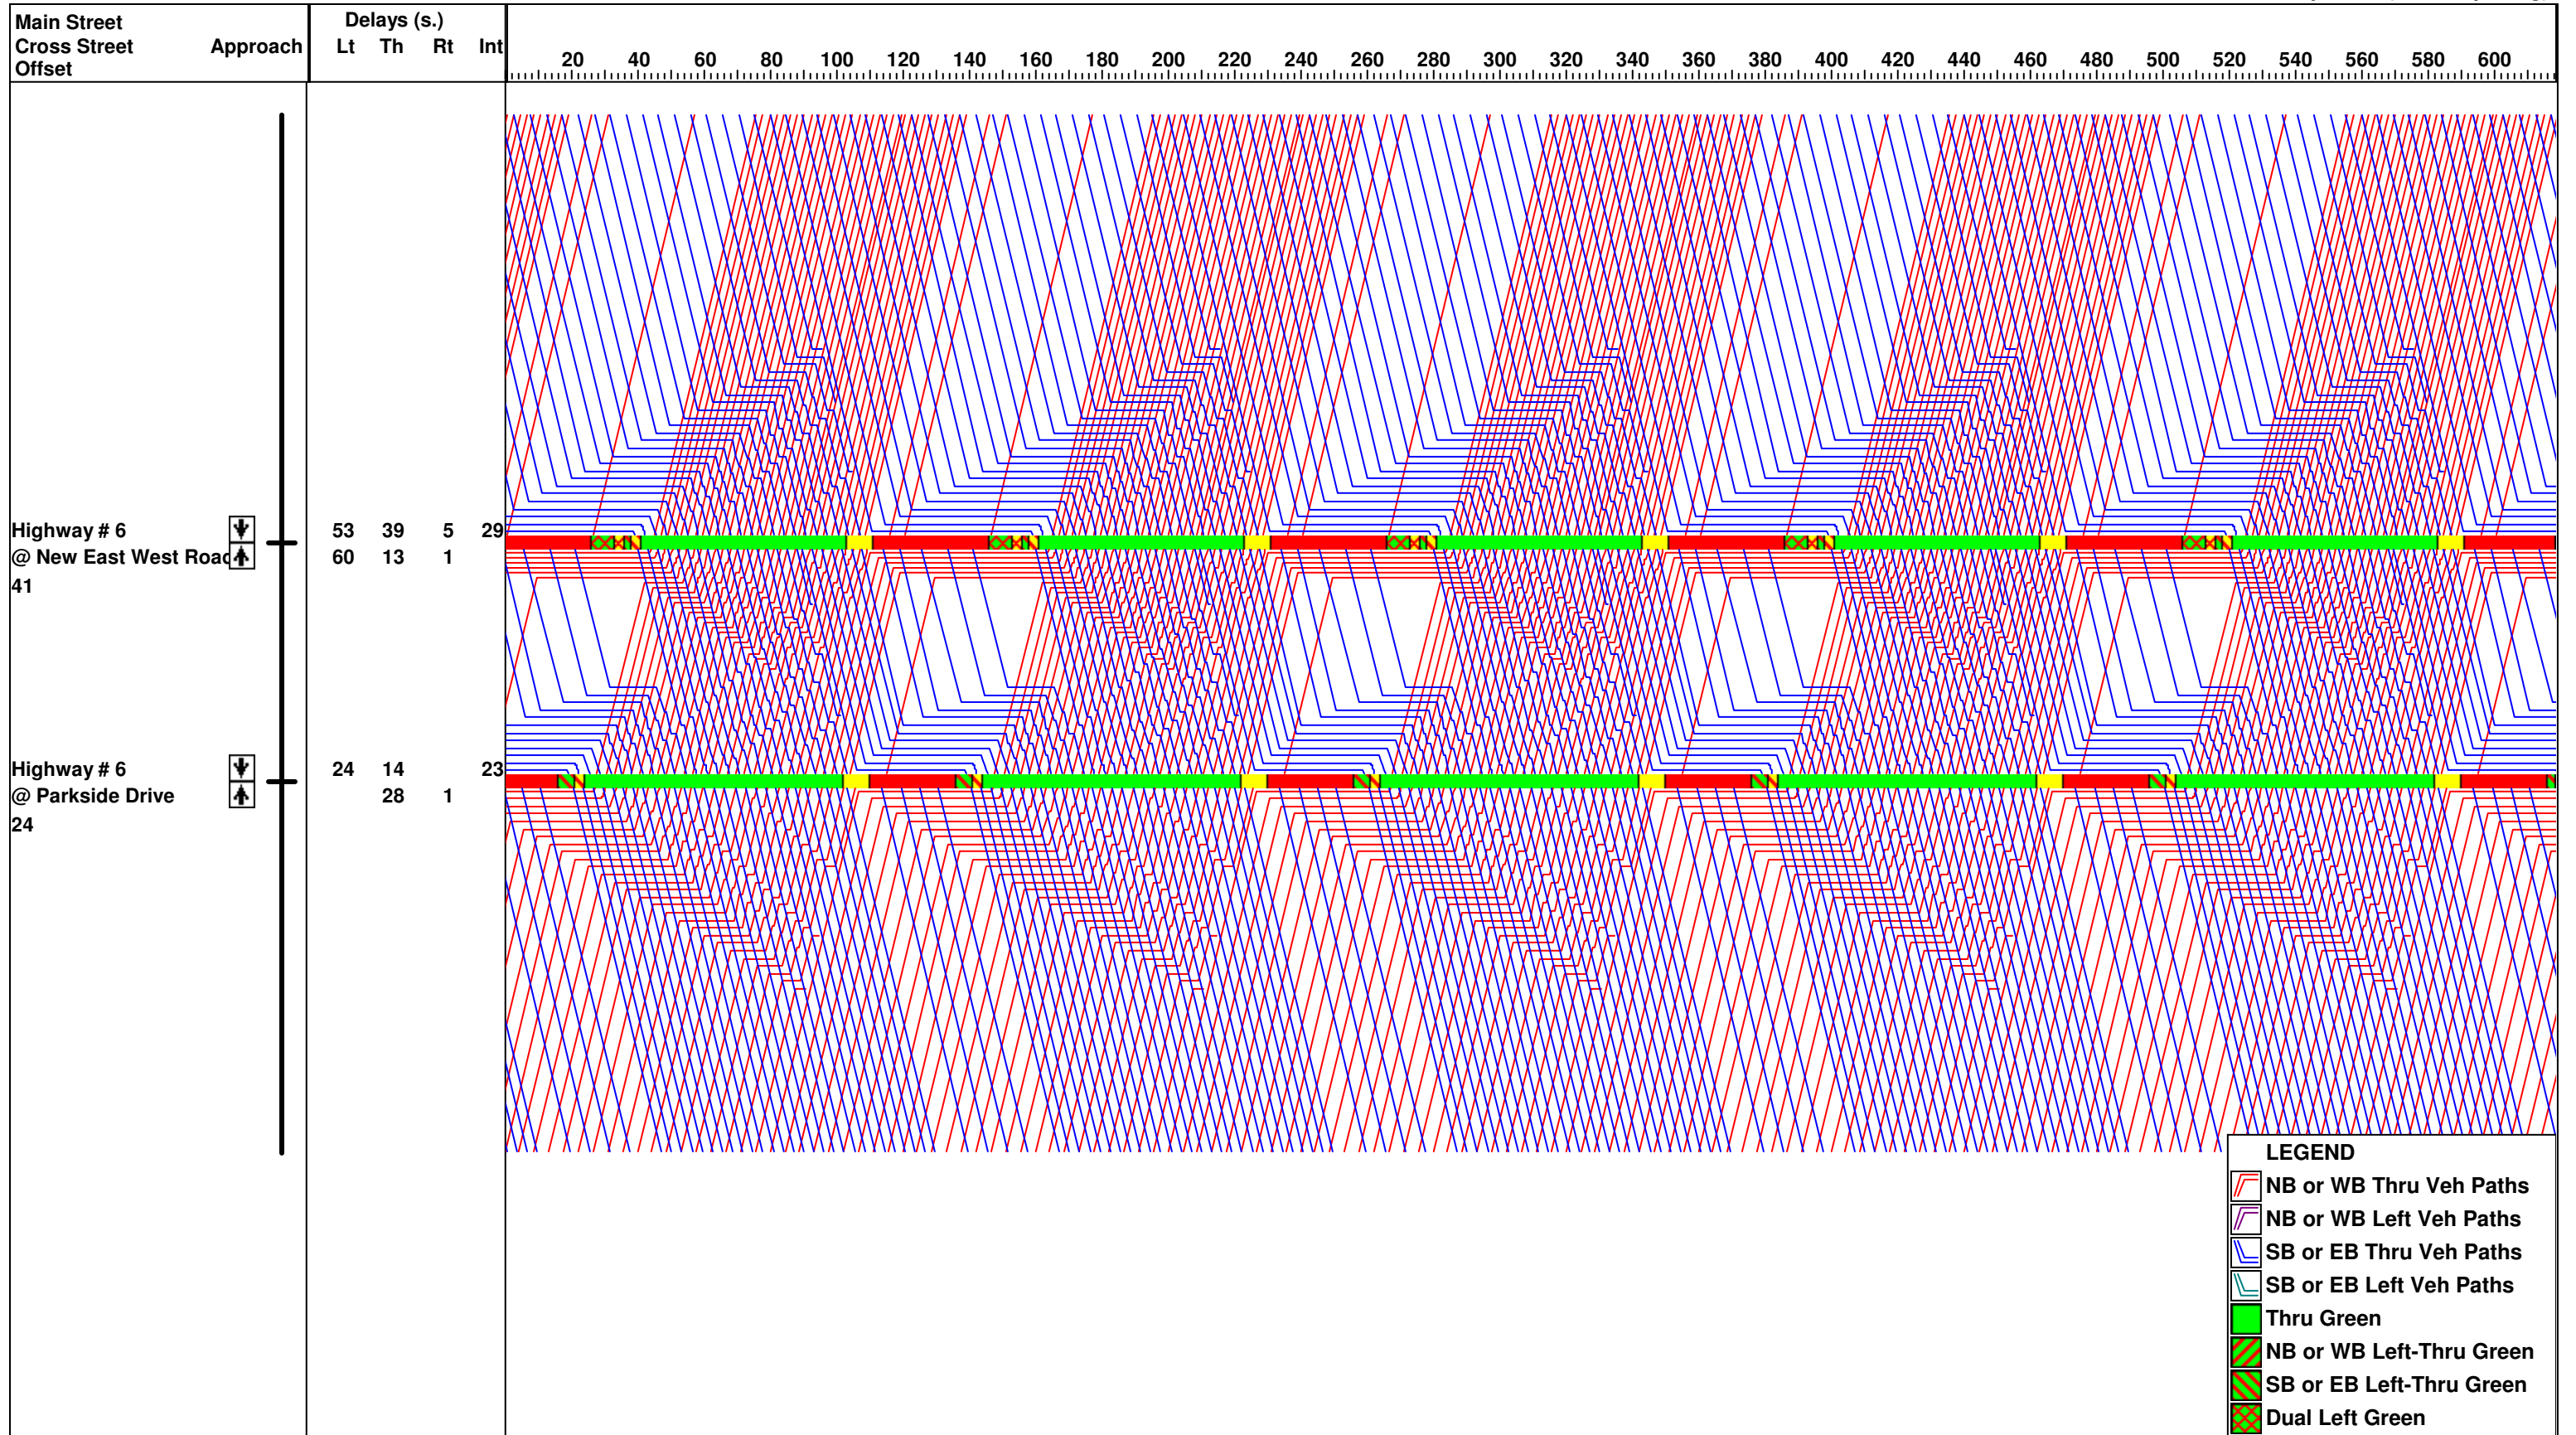 Main Street
Cross Street Approach
Offset
Delays (s.)
Lt Th Rt Int
20 40 60 80 100 120 140 160 180 200 220 240 260 280 300 320 340 360 380 400 420 440 460 480 500 520 540 560 580 600
Highway # 6 53 39 5 29
@ New East West Road 60 13 1
41
Highway # 6 24 14 23
@ Parkside Drive 28 1
24
LEGEND
NB or WB Thru Veh Paths
NB or WB Left Veh Paths
SB or EB Thru Veh Paths
SB or EB Left Veh Paths
Thru Green
NB or WB Left-Thru Green
SB or EB Left-Thru Green
Dual Left Green